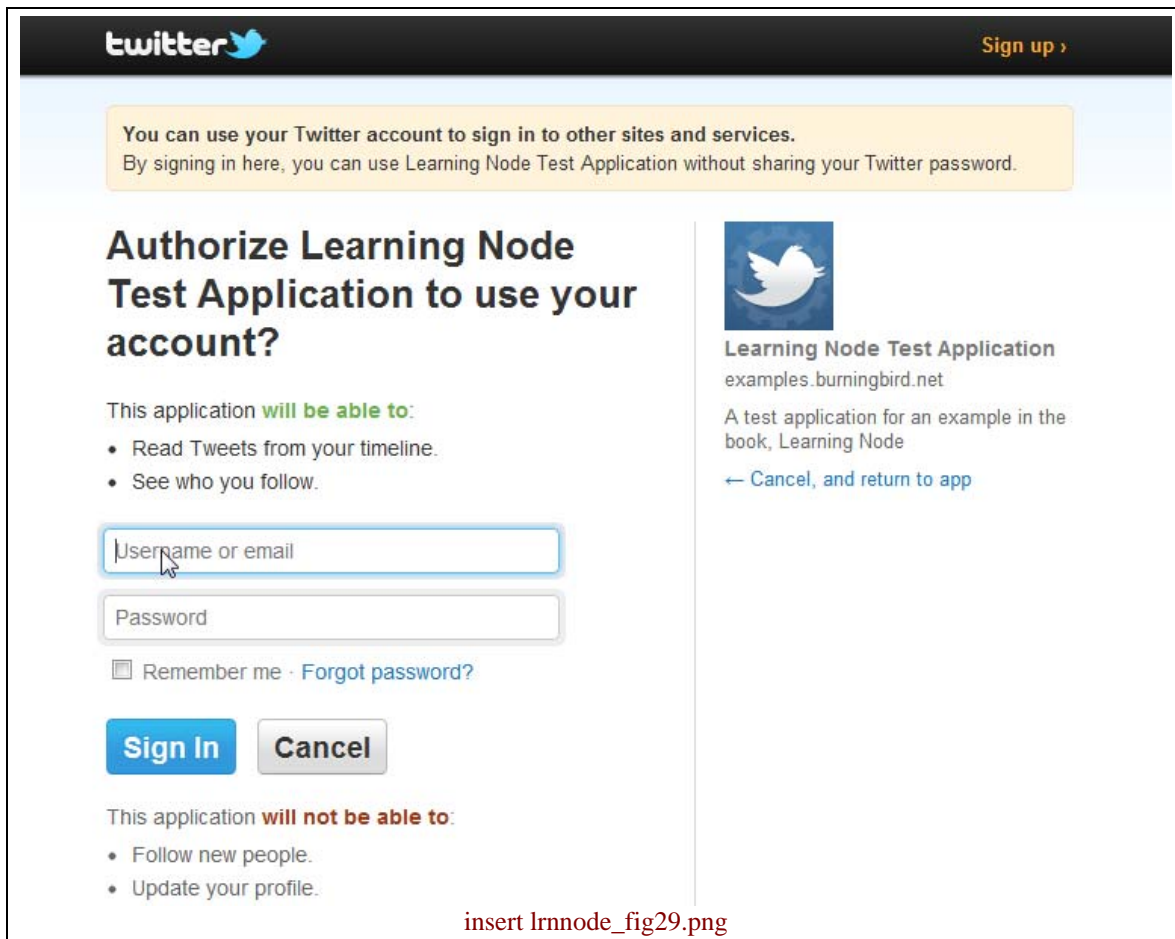 twitter
Sign up ›
You can use your Twitter account to sign in to other sites and services.
By signing in here, you can use Learning Node Test Application without sharing your Twitter password.
Authorize Learning Node
Test Application to use your
account?
This application will be able to:
• Read Tweets from your timeline.
• See who you follow.
Username or email
Password
Remember me · Forgot password?
Sign In
Cancel
This application will not be able to:
• Follow new people.
• Update your profile.
Learning Node Test Application
examples.burningbird.net
A test application for an example in the
book, Learning Node
← Cancel, and return to app
insert lrnnode_fig29.png